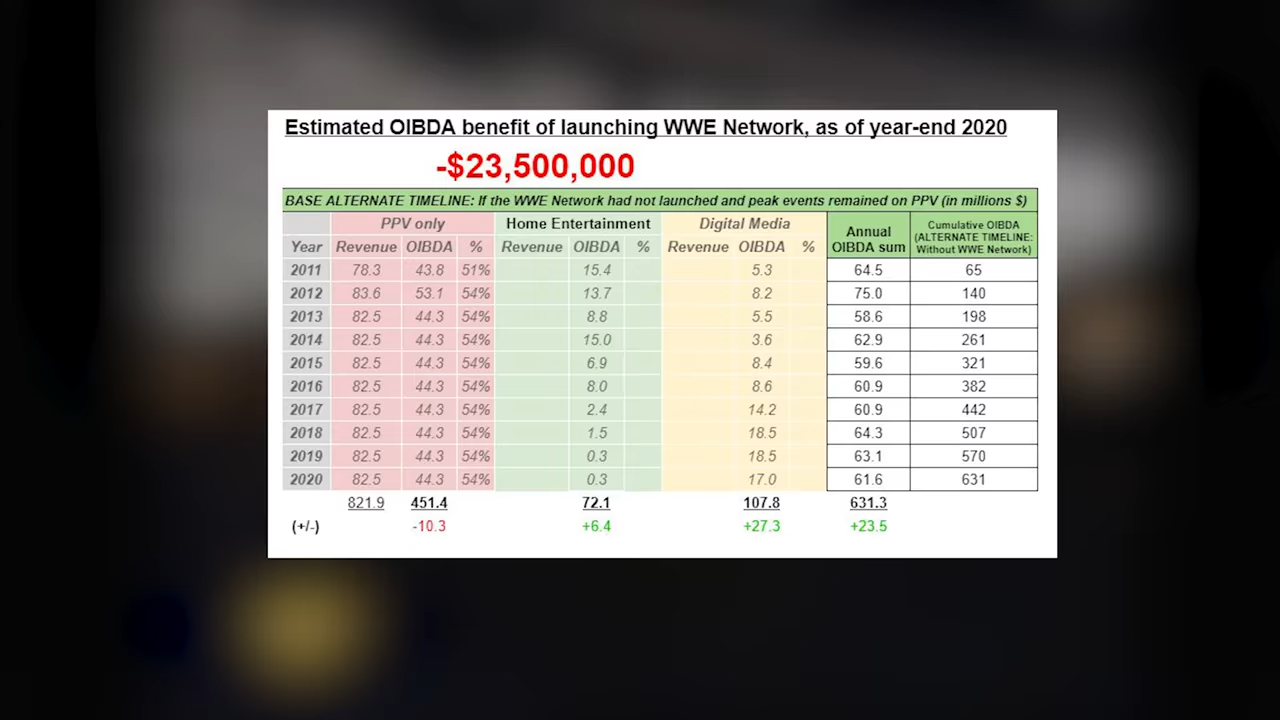 Estimated OIBDA benefit of launching WWE Network, as of year-end 2020
-$23,500,000
BASE ALTERNATE TIMELINE: If the WWE Network had not launched and peak events remained on PPV (in millions $)
PPV only Home Entertainment Digital Media Annual OIBDA sum Cumulative OIBDA (ALTERNATE TIMELINE: Without WWE Network)
Year Revenue OIBDA % Revenue OIBDA % Revenue OIBDA %
2011 78.3 43.8 51% 15.4 5.3 64.5 65
2012 83.6 53.1 54% 13.7 8.2 75.0 140
2013 82.5 44.3 54% 8.8 5.5 58.6 198
2014 82.5 44.3 54% 15.0 3.6 62.9 261
2015 82.5 44.3 54% 6.9 8.4 59.6 321
2016 82.5 44.3 54% 8.0 8.6 60.9 382
2017 82.5 44.3 54% 2.4 14.2 60.9 442
2018 82.5 44.3 54% 1.5 18.5 64.3 507
2019 82.5 44.3 54% 0.3 18.5 63.1 570
2020 82.5 44.3 54% 0.3 17.0 61.6 631
821.9 451.4 72.1 107.8 631.3
(+/-) -10.3 +6.4 +27.3 +23.5